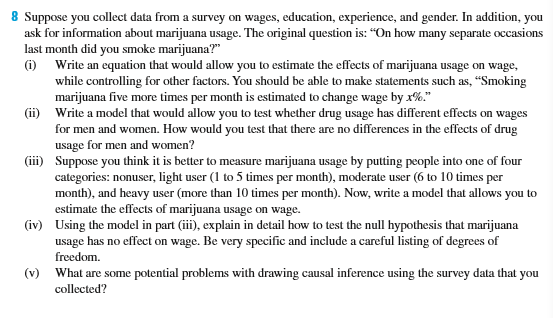 8 Suppose you collect data from a survey on wages, education, experience, and gender. In addition, you
ask for information about marijuana usage. The original question is: “On how many separate occasions
last month did you smoke marijuana?”
(i) Write an equation that would allow you to estimate the effects of marijuana usage on wage,
while controlling for other factors. You should be able to make statements such as, “Smoking
marijuana five more times per month is estimated to change wage by x%.”
(ii) Write a model that would allow you to test whether drug usage has different effects on wages
for men and women. How would you test that there are no differences in the effects of drug
usage for men and women?
(iii) Suppose you think it is better to measure marijuana usage by putting people into one of four
categories: nonuser, light user (1 to 5 times per month), moderate user (6 to 10 times per
month), and heavy user (more than 10 times per month). Now, write a model that allows you to
estimate the effects of marijuana usage on wage.
(iv) Using the model in part (iii), explain in detail how to test the null hypothesis that marijuana
usage has no effect on wage. Be very specific and include a careful listing of degrees of
freedom.
(v) What are some potential problems with drawing causal inference using the survey data that you
collected?